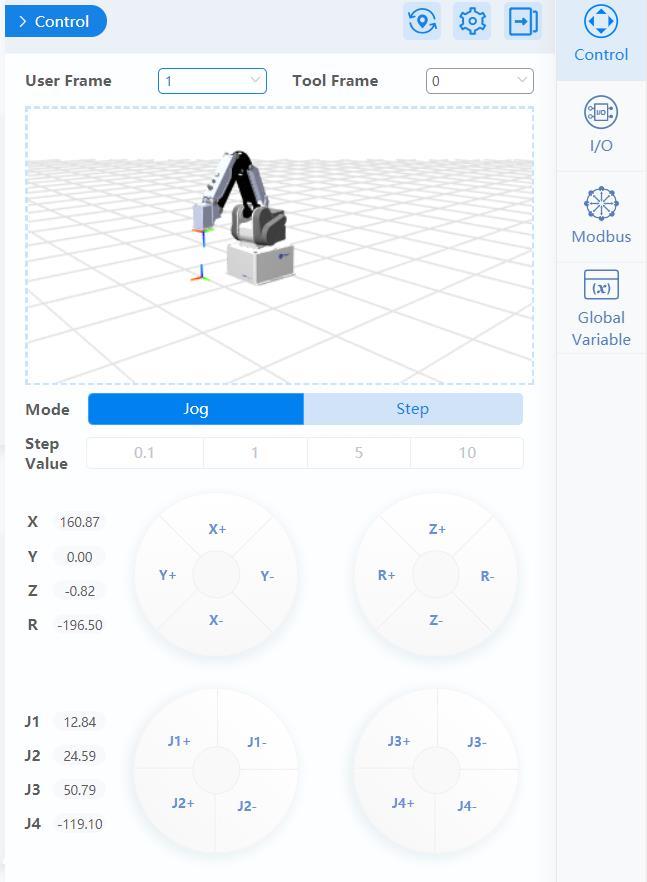 Control
User Frame 1 Tool Frame 0
Mode Jog Step
Step Value 0.1 1 5 10
X 160.87
Y 0.00
Z -0.82
R -196.50
X+
Y+ Y-
X-
Z+
R+ R-
Z-
J1 12.84
J2 24.59
J3 50.79
J4 -119.10
J1+ J1-
J2+ J2-
J3+ J3-
J4+ J4-
Control
I/O
I/O
Modbus
(x)
Global
Variable